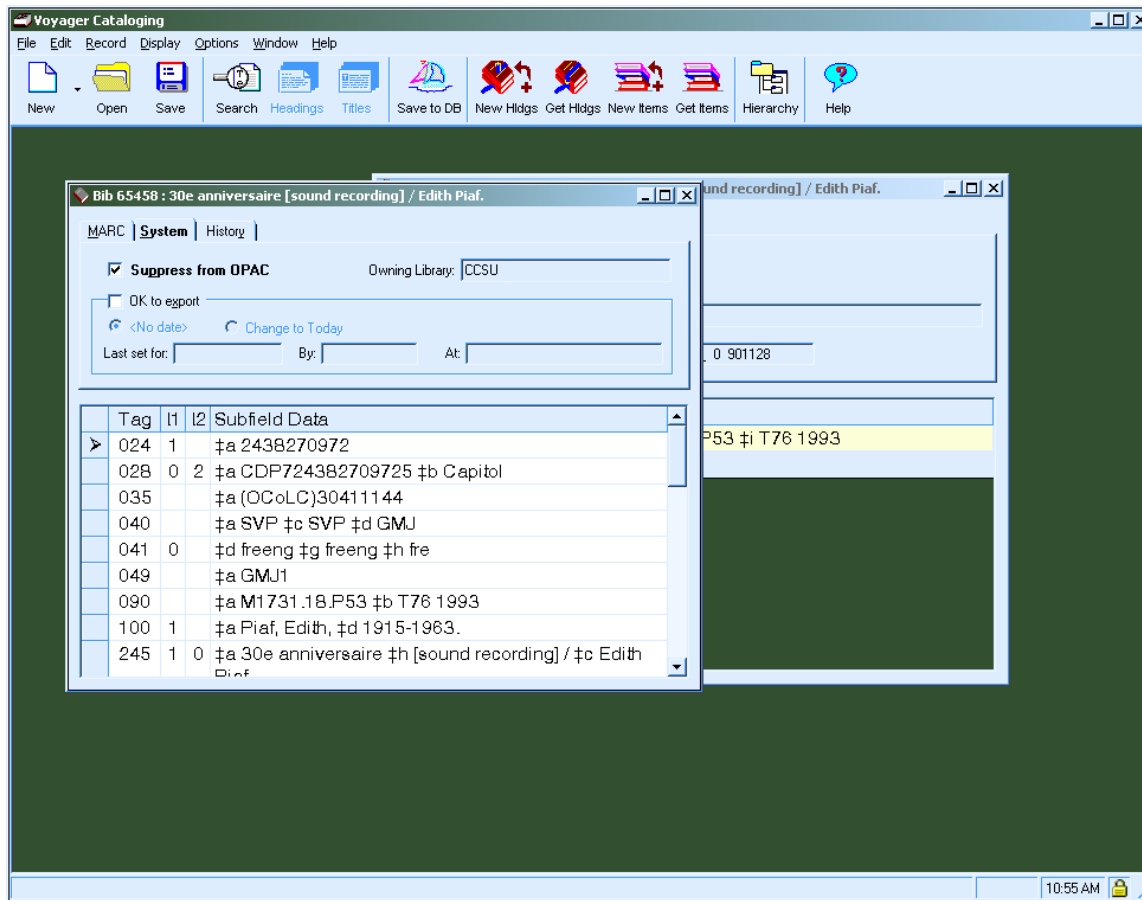 Voyager Cataloging
File Edit Record Display Options Window Help
New Open Save Search Headings Titles Save to DB New Hldgs Get Hldgs New Items Get Items Hierarchy Help
Bib 65458 : 30e anniversaire [sound recording] / Edith Piaf.
und recording] / Edith Piaf.
MARC System History
Suppress from OPAC Owning Library: CCSU
OK to export
<No date> Change to Today
Last set for: By: At:
0 901128
Tag I1 I2 Subfield Data
024 1 ‡a 2438270972
P53 ‡i T76 1993
028 0 2 ‡a CDP724382709725 ‡b Capitol
035 ‡a (OCoLC)30411144
040 ‡a SVP ‡c SVP ‡d GMJ
041 0 ‡d freeng ‡g freeng ‡h fre
049 ‡a GMJ1
090 ‡a M1731.18.P53 ‡b T76 1993
100 1 ‡a Piaf, Edith, ‡d 1915-1963.
245 1 0 ‡a 30e anniversaire ‡h [sound recording] / ‡c Edith
Piaf
10:55 AM